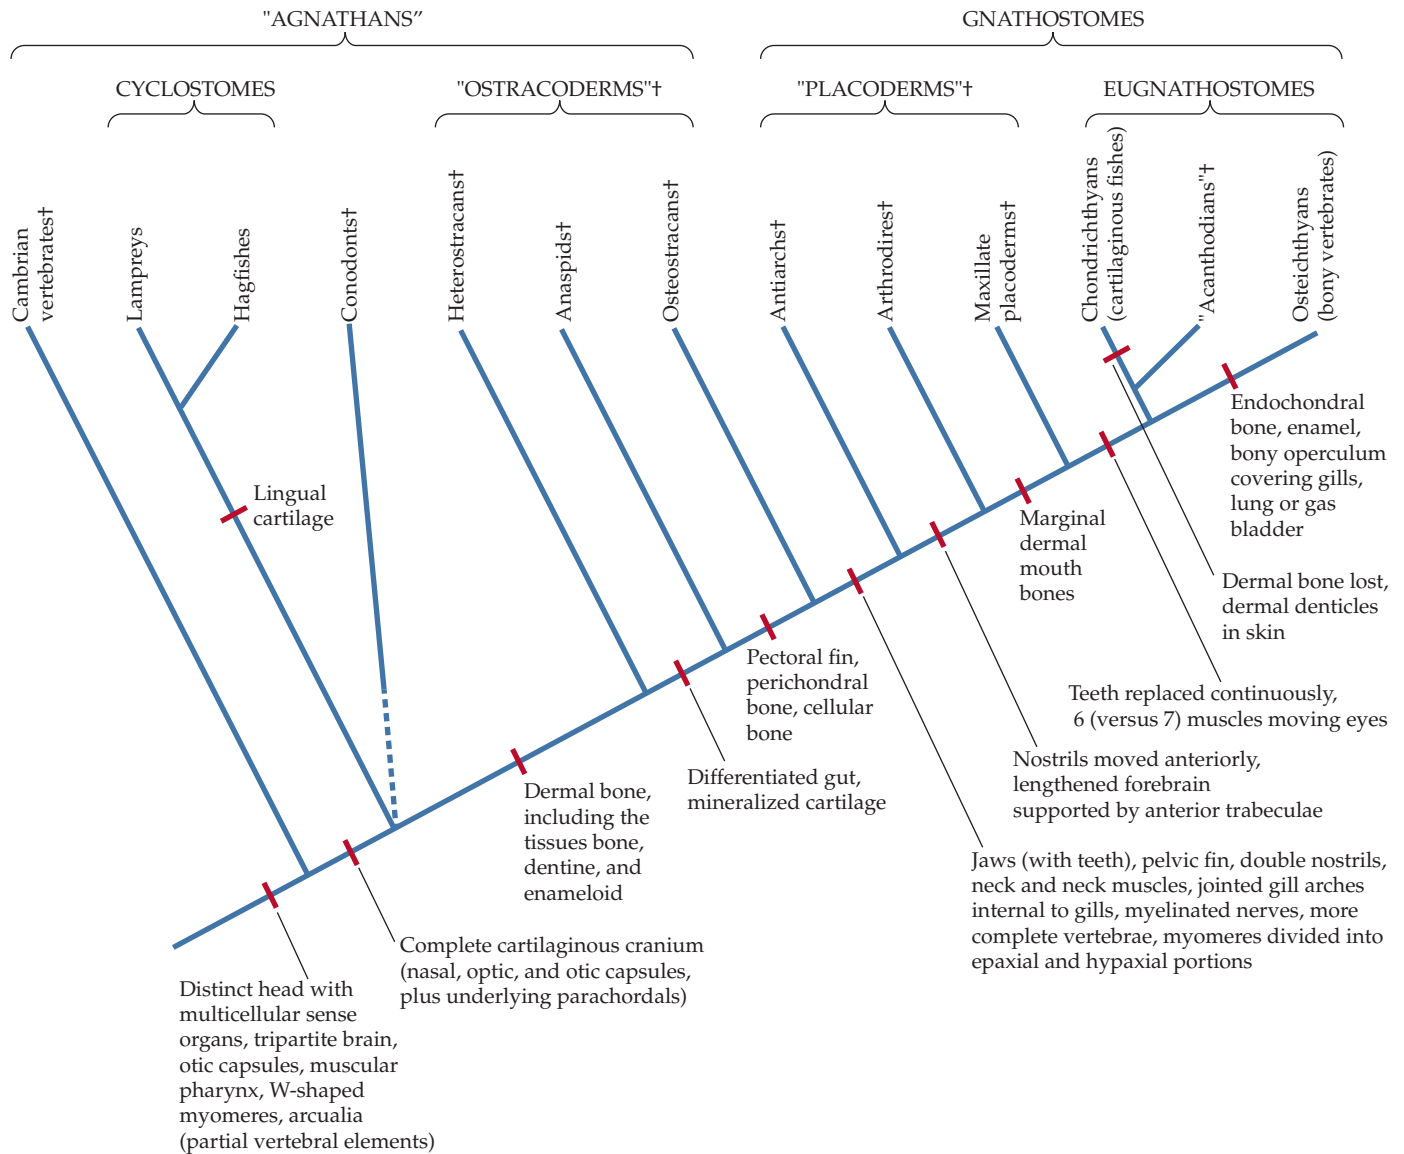 "AGNATHANS”
GNATHOSTOMES
CYCLOSTOMES
"OSTRACODERMS"†
"PLACODERMS"†
EUGNATHOSTOMES
Cambrian
vertebrates†
Lampreys
Hagfishes
Conodonts†
Heterostracans†
Anaspids†
Osteostracans†
Antiarchs†
Arthrodires†
Maxillate
placoderms†
Chondrichthyans
(cartilaginous fishes)
"Acanthodians"†
Osteichthyans
(bony vertebrates)
Lingual
cartilage
Endochondral
bone, enamel,
bony operculum
covering gills,
lung or gas
bladder
Marginal
dermal
mouth
bones
Dermal bone lost,
dermal denticles
in skin
Pectoral fin,
perichondral
bone, cellular
bone
Teeth replaced continuously,
6 (versus 7) muscles moving eyes
Nostrils moved anteriorly,
lengthened forebrain
supported by anterior trabeculae
Differentiated gut,
mineralized cartilage
Dermal bone,
including the
tissues bone,
dentine, and
enameloid
Jaws (with teeth), pelvic fin, double nostrils,
neck and neck muscles, jointed gill arches
internal to gills, myelinated nerves, more
complete vertebrae, myomeres divided into
epaxial and hypaxial portions
Complete cartilaginous cranium
(nasal, optic, and otic capsules,
plus underlying parachordals)
Distinct head with
multicellular sense
organs, tripartite brain,
otic capsules, muscular
pharynx, W-shaped
myomeres, arcualia
(partial vertebral elements)